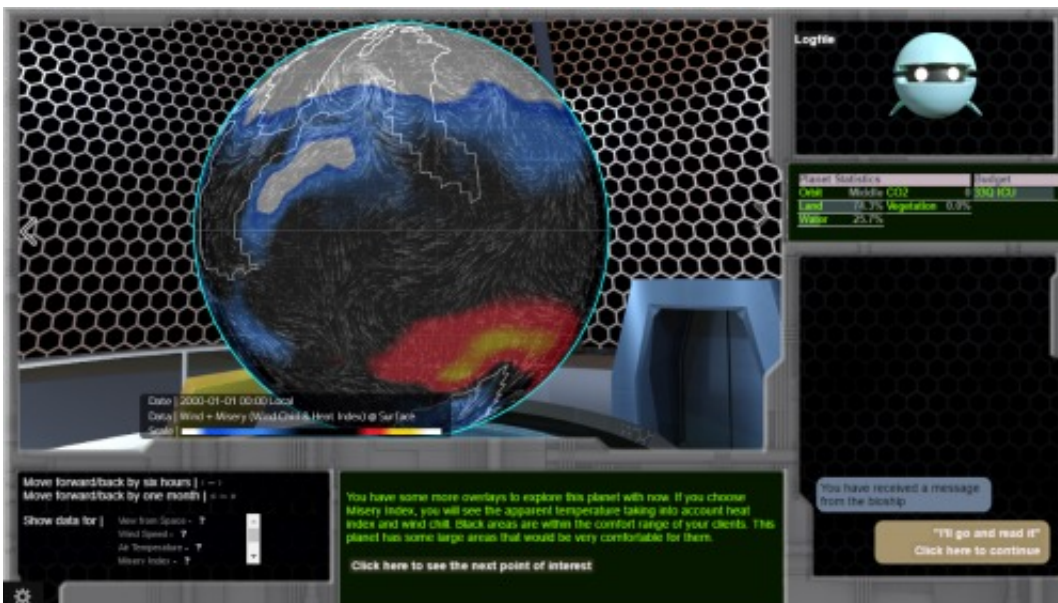 Logfile
Planet Statistics
Budget
Orbit Middle CO2
Land Vegetation 0.0%
Water 25.7%
Date | 2000-01-01 00:00 Local
Data | Wind + Misery (Wind Chill & Heat Index) @ Surface
Scale |
Move forward/back by six hours |
Move forward/back by one month |
Show data for |
View from Space - ?
Wind Speed - ?
Air Temperature - ?
Misery Index - ?
You have some more overlays to explore this planet with now. If you choose
Misery Index, you will see the apparent temperature taking into account heat
index and wind chill. Black areas are within the comfort range of your clients. This
planet has some large areas that would be very comfortable for them.
Click here to see the next point of interest
You have received a message
from the bioship
"I'll go and read it"
Click here to continue